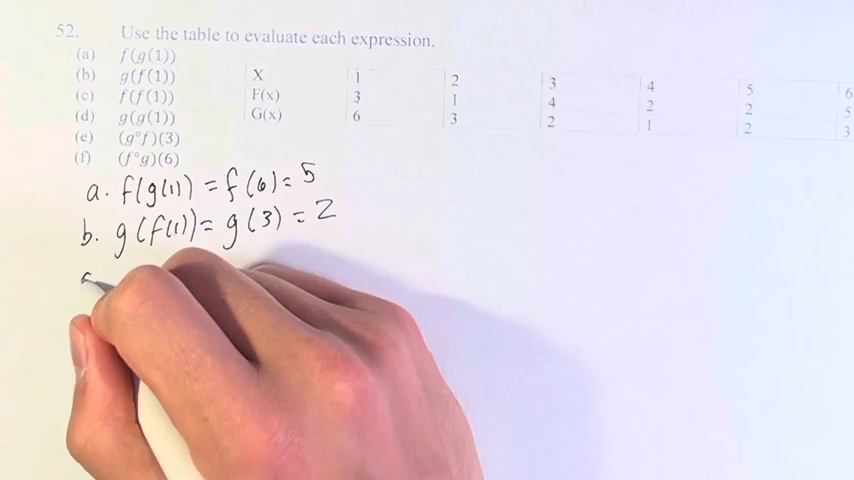 52. Use the table to evaluate each expression.
(a) f(g(1))
(b) g(f(1))
(c) f(f(1))
(d) g(g(1))
(e) (g°f)(3)
(f) (f°g)(6)
X 1 2 3 4 5 6
F(x) 3 1 4 2 2 5
G(x) 6 3 2 1 2 3
a. f(g(1)) = f(6) = 5
b. g(f(1)) = g(3) = 2